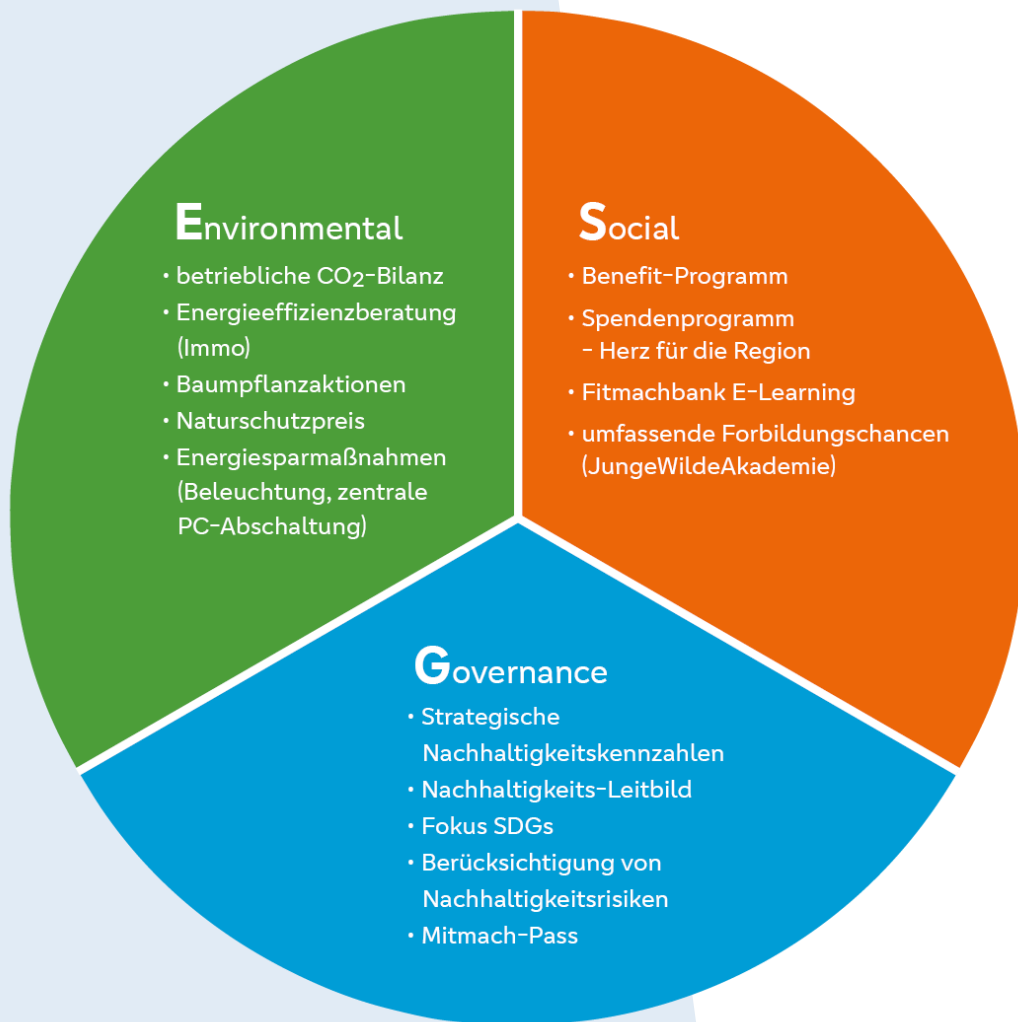 Environmental
· betriebliche CO2-Bilanz
· Energieeffizienzberatung
(Immo)
· Baumpflanzaktionen
· Naturschutzpreis
· Energiesparmaßnahmen
(Beleuchtung, zentrale
PC-Abschaltung)
Social
· Benefit-Programm
· Spendenprogramm
- Herz für die Region
· Fitmachbank E-Learning
· umfassende Forbildungschancen
(JungeWildeAkademie)
Governance
· Strategische
Nachhaltigkeitskennzahlen
· Nachhaltigkeits-Leitbild
· Fokus SDGs
· Berücksichtigung von
Nachhaltigkeitsrisiken
· Mitmach-Pass